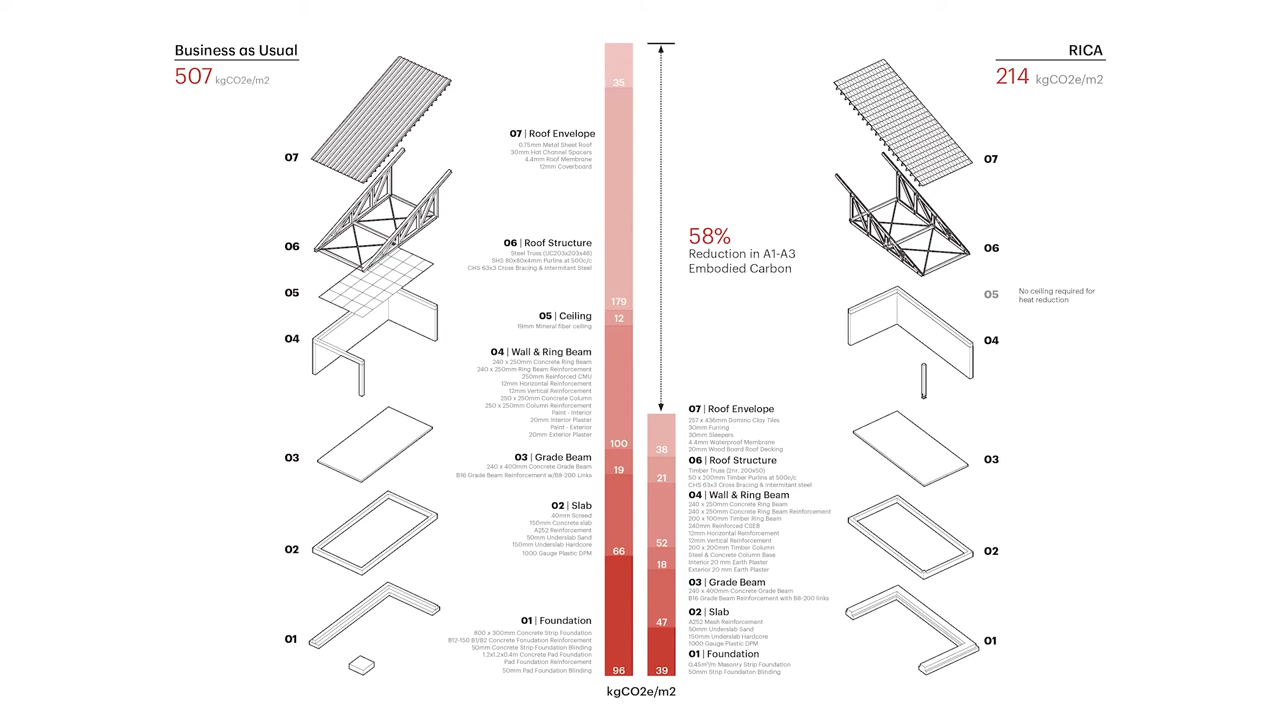 Business as Usual
507 kgCO2e/m2
07
06
05
04
03
02
01
07 | Roof Envelope
0.75mm Metal Sheet Roof
30mm Hat Channel Spacers
4.4mm Roof Membrane
12mm Coverboard
06 | Roof Structure
Steel Truss (UC203x203x46)
SHS 80x80x4mm Purlins at 500c/c
CHS 63x3 Cross Bracing & Intermitant Steel
05 | Ceiling
19mm Mineral fiber ceiling
04 | Wall & Ring Beam
240 x 250mm Concrete Ring Beam
240 x 250mm Ring Beam Reinforcement
250mm Reinforced CMU
12mm Horizontal Reinforcement
12mm Vertical Reinforcement
250 x 250mm Concrete Column
250 x 250mm Column Reinforcement
Paint - Interior
20mm Interior Plaster
Paint - Exterior
20mm Exterior Plaster
03 | Grade Beam
240 x 400mm Concrete Grade Beam
B16 Grade Beam Reinforcement w/B8-200 Links
02 | Slab
40mm Screed
150mm Concrete slab
A252 Reinforcement
50mm Underslab Sand
150mm Underslab Hardcore
1000 Gauge Plastic DPM
01 | Foundation
800 x 300mm Concrete Strip Foundation
B12-150 B1/B2 Concrete Fonudation Reinforcement
50mm Concrete Strip Foundation Blinding
1.2x1.2x0.4m Concrete Pad Foundation
Pad Foundation Reinforcement
50mm Pad Foundation Blinding
35
179
12
100
19
66
96
38
21
52
18
47
39
kgCO2e/m2
58%
Reduction in A1-A3
Embodied Carbon
07 | Roof Envelope
257 x 436mm Domino Clay Tiles
30mm Furring
30mm Sleepers
4.4mm Waterproof Membrane
20mm Wood Board Roof Decking
06 | Roof Structure
Timber Truss (2nr. 200x50)
50 x 200mm Timber Purlins at 500c/c
CHS 63x3 Cross Bracing & Intermitant steel
04 | Wall & Ring Beam
240 x 250mm Concrete Ring Beam
240 x 250mm Concrete Ring Beam Reinforcement
200 x 100mm Timber Ring Beam
240mm Reinforced CSEB
12mm Horizontal Reinforcement
12mm Vertical Reinforcement
200 x 200mm Timber Column
Steel & Concrete Column Base
Interior 20 mm Earth Plaster
Exterior 20 mm Earth Plaster
03 | Grade Beam
240 x 400mm Concrete Grade Beam
B16 Grade Beam Reinforcement with B8-200 links
02 | Slab
A252 Mesh Reinforcement
50mm Underslab Sand
150mm Underslab Hardcore
1000 Gauge Plastic DPM
01 | Foundation
0.45m³/m Masonry Strip Foundation
50mm Strip Foundaiton Blinding
RICA
214 kgCO2e/m2
07
06
05 No ceiling required for
heat reduction
04
03
02
01